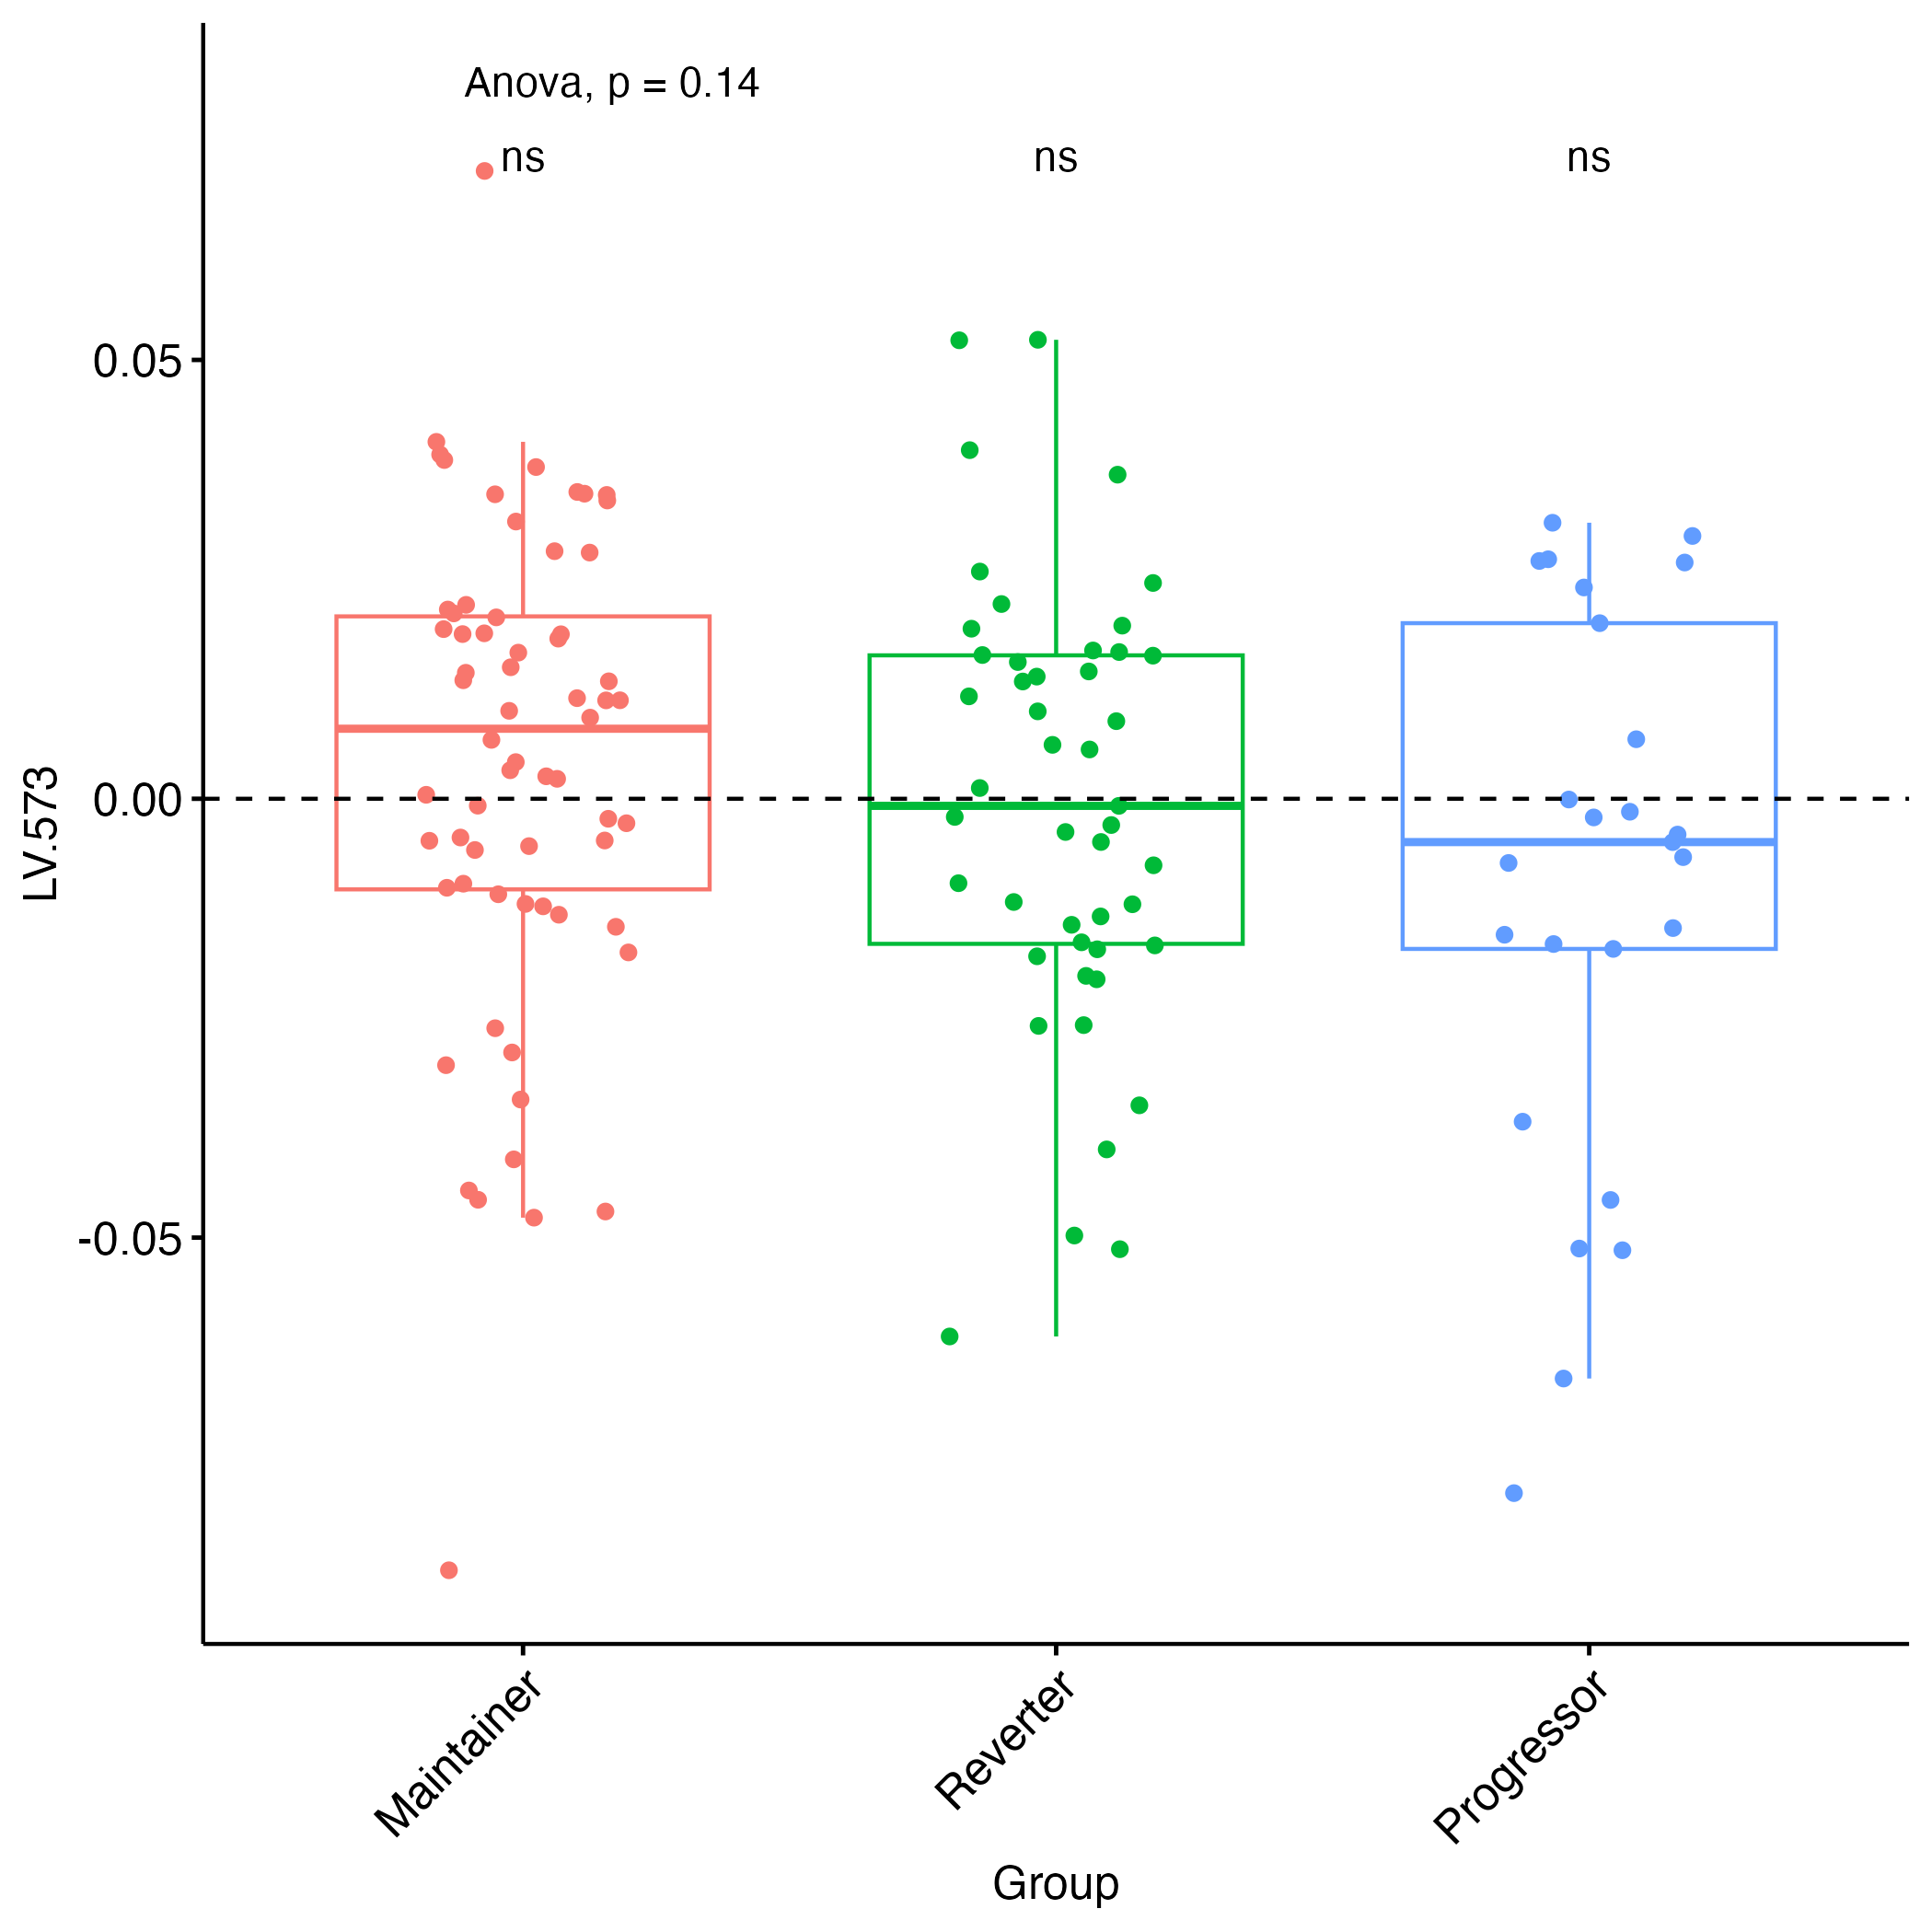 Anova, p = 0.14
ns
ns
ns
0.05
0.00
-0.05
LV.573
Maintainer
Reverter
Progressor
Group